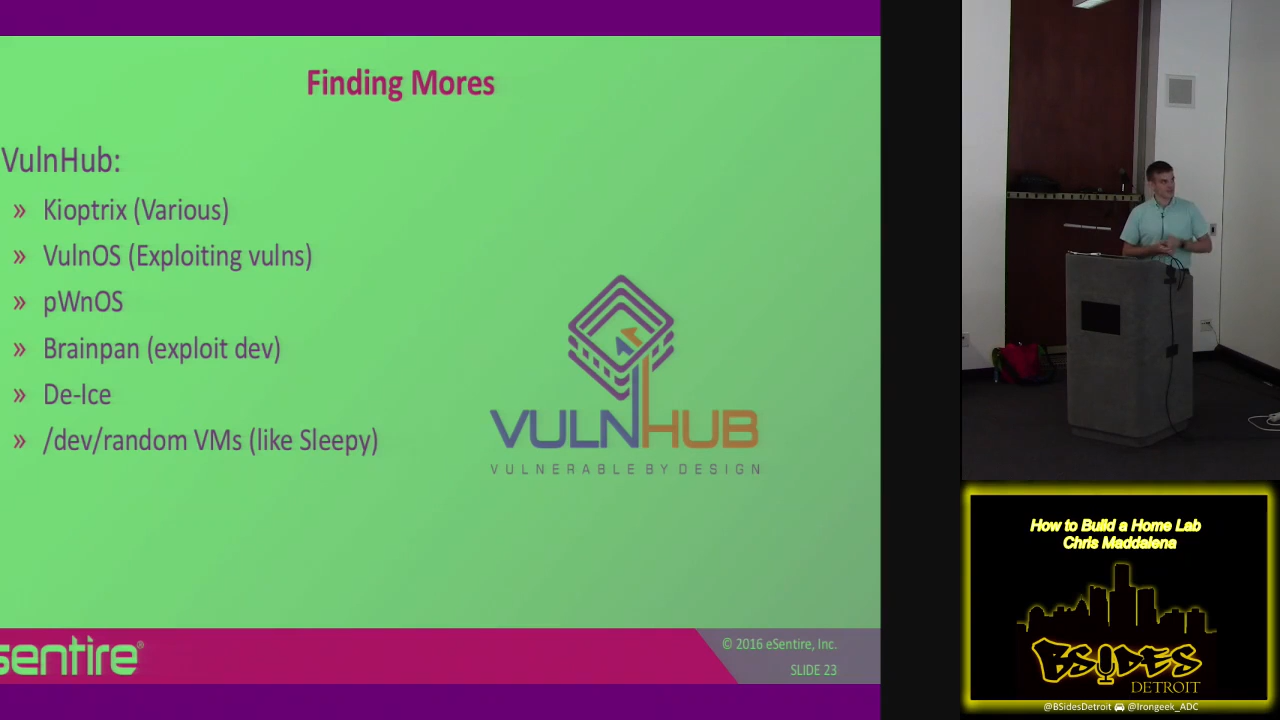 Finding Mores
VulnHub:
» Kioptrix (Various)
» VulnOS (Exploiting vulns)
» pWnOS
» Brainpan (exploit dev)
» De-Ice
» /dev/random VMs (like Sleepy)
VULNHUB
VULNERABLE BY DESIGN
sentire®
© 2016 eSentire, Inc.
SLIDE 23
How to Build a Home Lab
Chris Maddalena
BSIDES
DETROIT
@BSidesDetroit @Irongeek_ADC